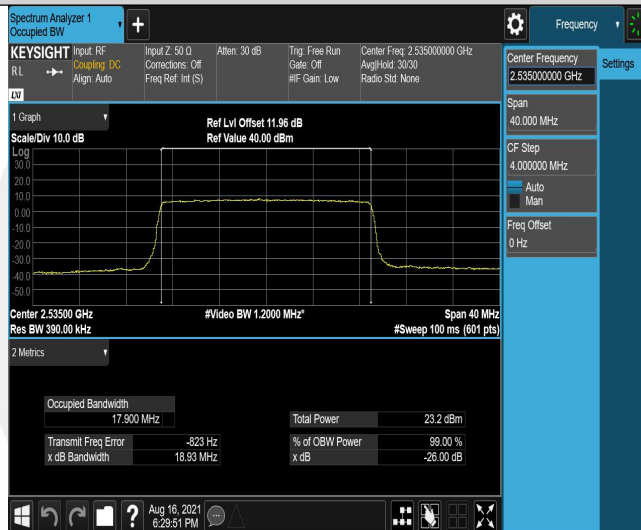 Spectrum Analyzer 1
Occupied BW
Frequency
KEYSIGHT
RL
LXI
Input: RF
Coupling: DC
Align: Auto
Input Z: 50 Ω
Corrections: Off
Freq Ref: Int (S)
Atten: 30 dB
Trig: Free Run
Gate: Off
#IF Gain: Low
Center Freq: 2.535000000 GHz
Avg|Hold: 30/30
Radio Std: None
Center Frequency
2.535000000 GHz
Settings
Span
40.000 MHz
CF Step
4.000000 MHz
Auto
Man
Freq Offset
0 Hz
1 Graph
Scale/Div 10.0 dB
Ref Lvl Offset 11.96 dB
Ref Value 40.00 dBm
Log
30.0
20.0
10.0
0.00
-10.0
-20.0
-30.0
-40.0
-50.0
Center 2.53500 GHz
#Video BW 1.2000 MHz*
Span 40 MHz
Res BW 390.00 kHz
#Sweep 100 ms (601 pts)
2 Metrics
Occupied Bandwidth
17.900 MHz
Total Power 23.2 dBm
Transmit Freq Error -823 Hz
% of OBW Power 99.00 %
x dB Bandwidth 18.93 MHz
x dB -26.00 dB
?
Aug 16, 2021
6:29:51 PM